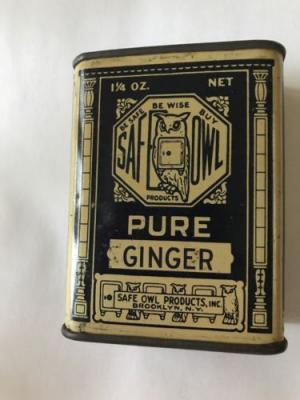 1¼ OZ. NET
BE SAFE BE WISE BUY
SAFE OWL
PRODUCTS
PURE
GINGER
SAFE OWL PRODUCTS, INC.
BROOKLYN, N.Y.